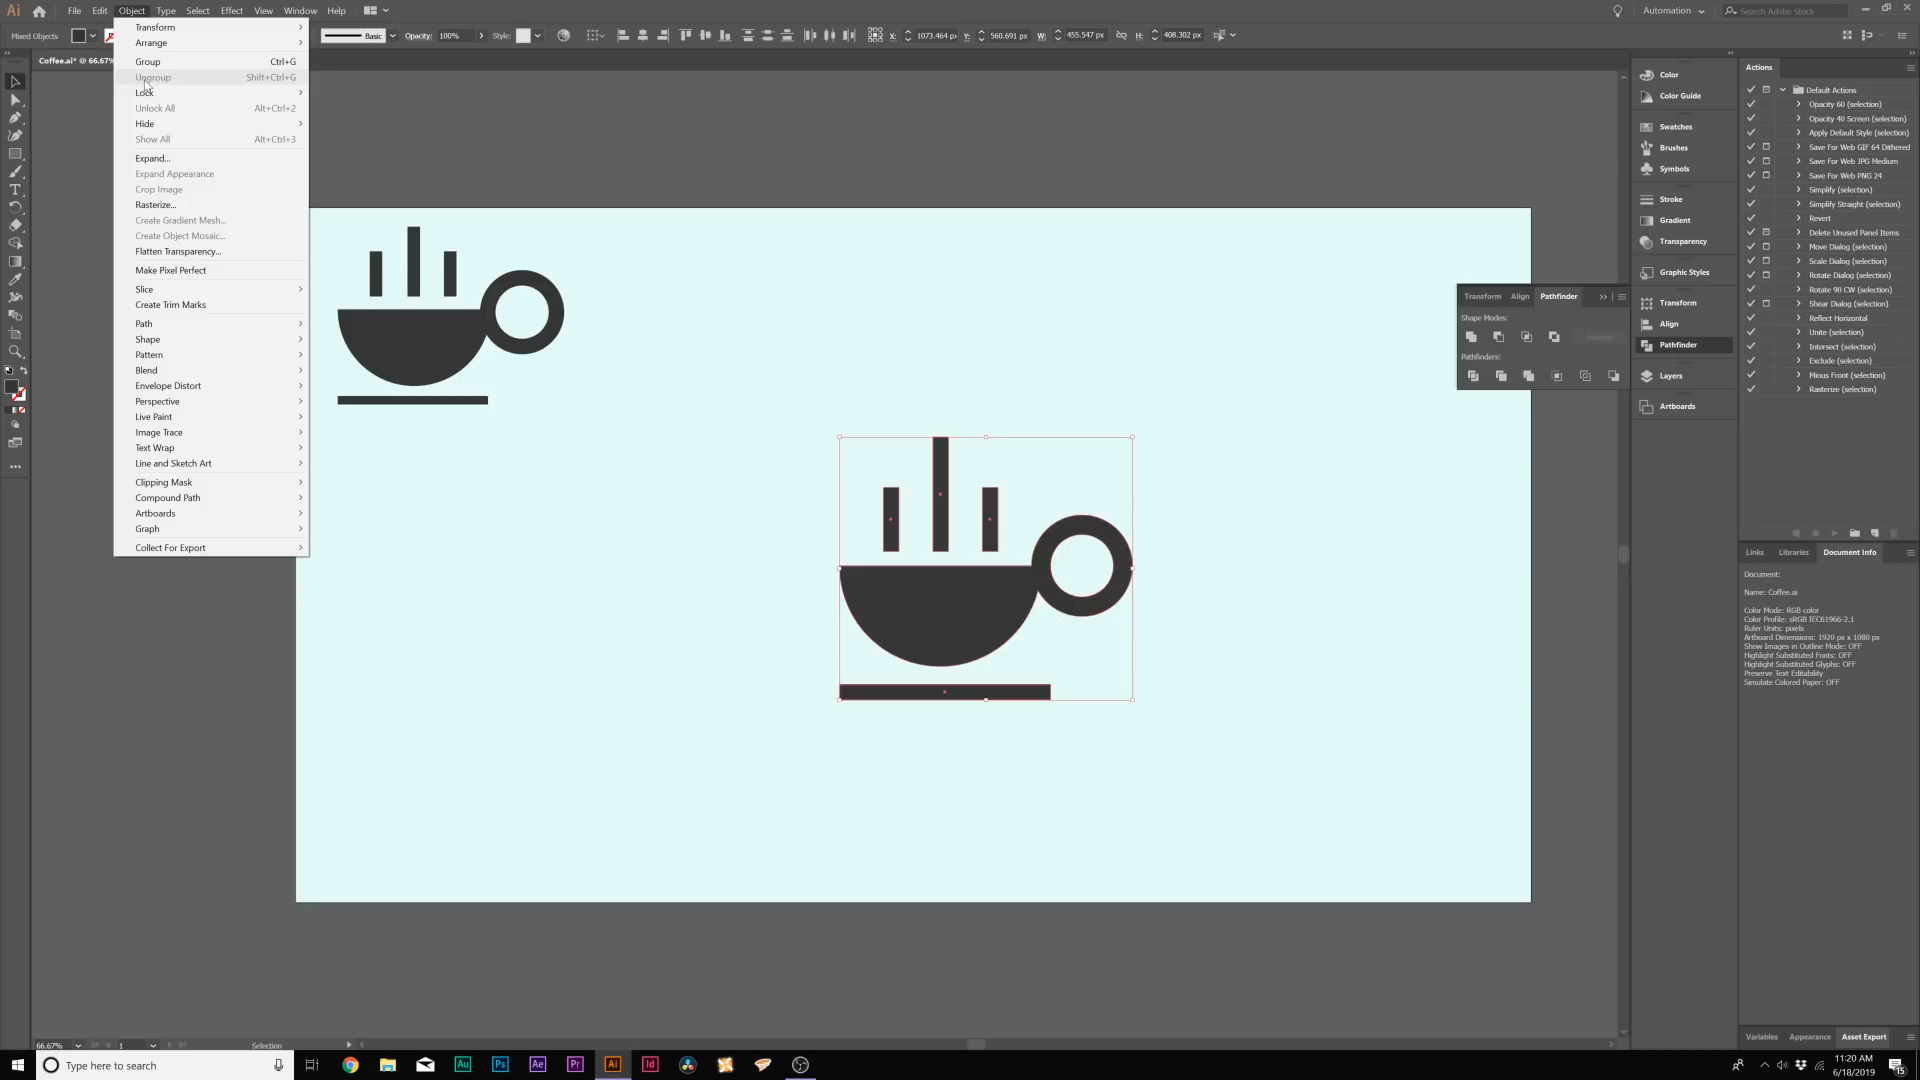 Ai File Edit Object Type Select Effect View Window Help
Automation
Search Adobe Stock
Mixed Objects
Basic
Opacity: 100%
Style:
X: 1073.464 px
Y: 560.691 px
W: 455.547 px
H: 408.302 px
Coffee.ai* @ 66.67%
Transform
Arrange
Group Ctrl+G
Ungroup Shift+Ctrl+G
Lock
Unlock All Alt+Ctrl+2
Hide
Show All Alt+Ctrl+3
Expand...
Expand Appearance
Crop Image
Rasterize...
Create Gradient Mesh...
Create Object Mosaic...
Flatten Transparency...
Make Pixel Perfect
Slice
Create Trim Marks
Path
Shape
Pattern
Blend
Envelope Distort
Perspective
Live Paint
Image Trace
Text Wrap
Line and Sketch Art
Clipping Mask
Compound Path
Artboards
Graph
Collect For Export
Transform Align Pathfinder
Shape Modes:
Pathfinders:
Color
Color Guide
Swatches
Brushes
Symbols
Stroke
Gradient
Transparency
Graphic Styles
Transform
Align
Pathfinder
Layers
Artboards
Actions
Default Actions
Opacity 60 (selection)
Opacity 40 Screen (selection)
Apply Default Style (selection)
Save For Web GIF 64 Dithered
Save For Web JPG Medium
Save For Web PNG 24
Simplify (selection)
Simplify Straight (selection)
Revert
Delete Unused Panel Items
Move Dialog (selection)
Scale Dialog (selection)
Rotate Dialog (selection)
Rotate 90 CW (selection)
Shear Dialog (selection)
Reflect Horizontal
Unite (selection)
Intersect (selection)
Exclude (selection)
Minus Front (selection)
Rasterize (selection)
Links Libraries Document Info
Document:
Name: Coffee.ai
Color Mode: RGB color
Color Profile: sRGB IEC61966-2.1
Ruler Units: pixels
Artboard Dimensions: 1920 px x 1080 px
Show Images in Outline Mode: OFF
Highlight Substituted Fonts: OFF
Highlight Substituted Glyphs: OFF
Preserve Text Editability
Simulate Colored Paper: OFF
Variables Appearance Asset Export
66.67%
1
Selection
Type here to search
Au Ps Ae Pr Ai Id
11:20 AM
6/18/2019
15